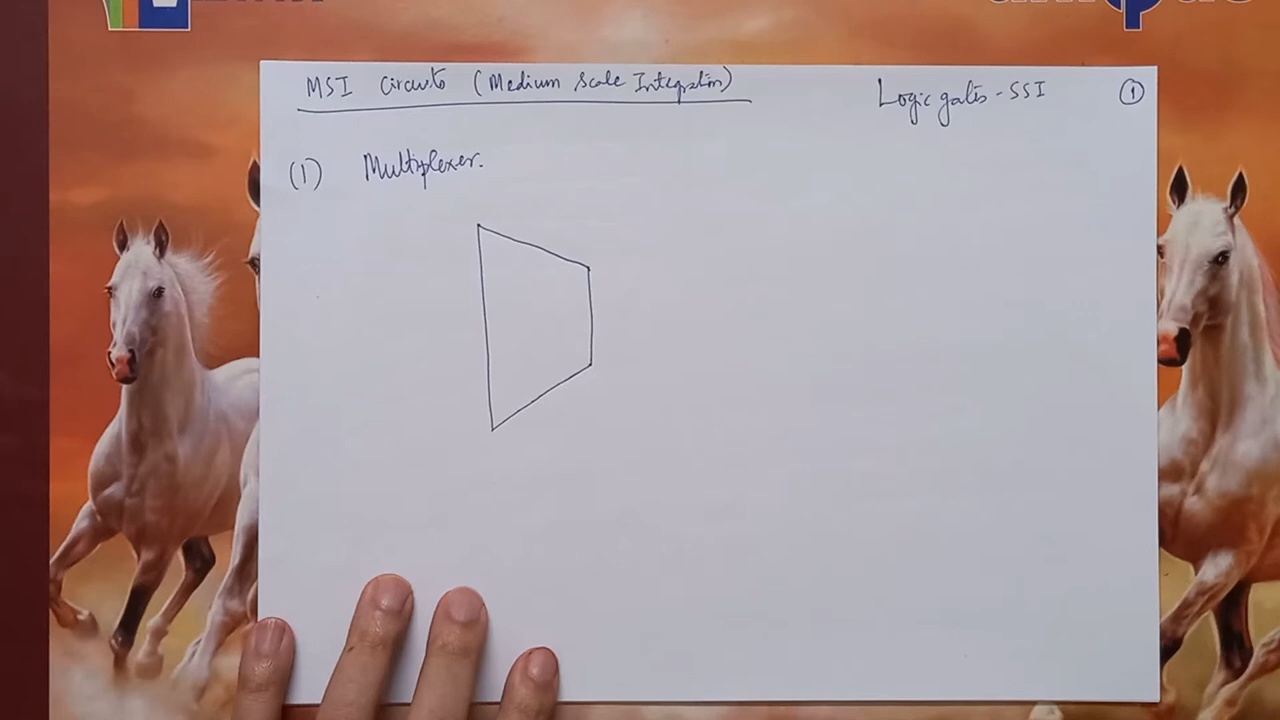 MSI Circuits (Medium Scale Integration)
Logic gates - SSI
1
(1) Multiplexer.